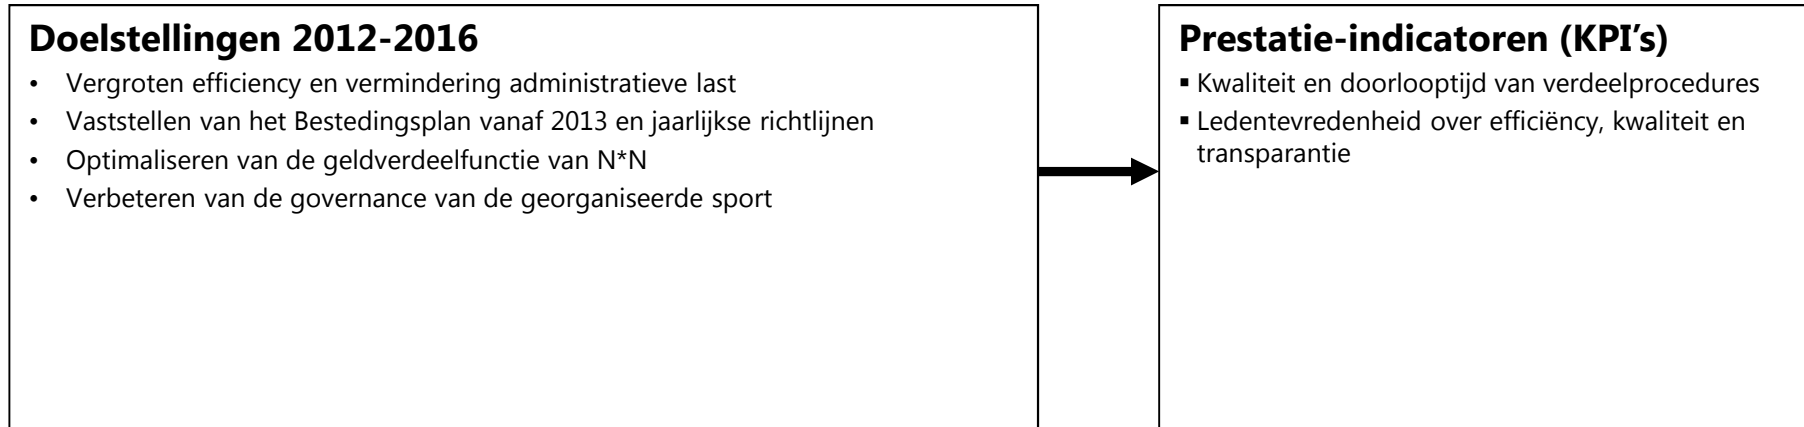 Doelstellingen 2012-2016
• Vergroten efficiency en vermindering administratieve last
• Vaststellen van het Bestedingsplan vanaf 2013 en jaarlijkse richtlijnen
• Optimaliseren van de geldverdeelfunctie van N*N
• Verbeteren van de governance van de georganiseerde sport
Prestatie-indicatoren (KPI’s)
▪ Kwaliteit en doorlooptijd van verdeelprocedures
▪ Ledentevredenheid over efficiëncy, kwaliteit en
transparantie